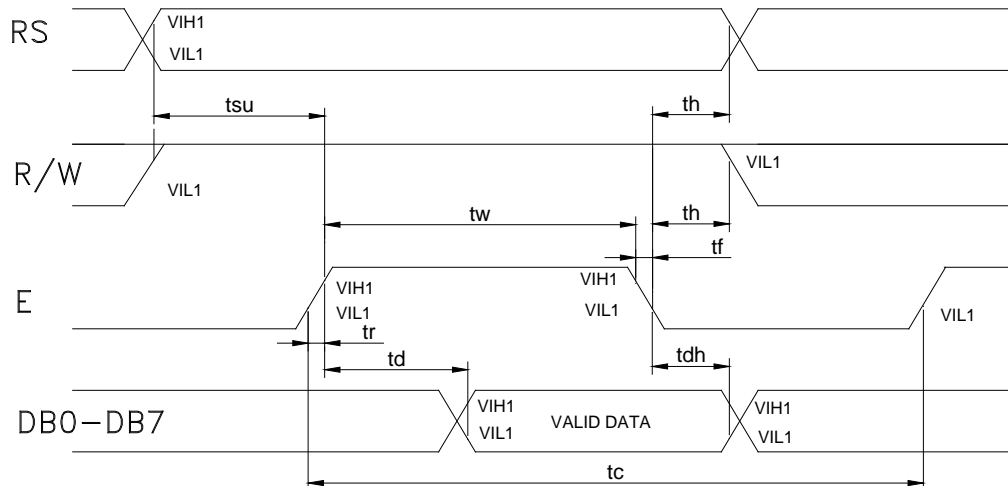 RS
VIH1
VIL1
tsu
th
R/W
VIL1
VIL1
tw
th
tf
E
VIH1
VIL1
VIH1
VIL1
VIL1
tr
td
tdh
DB0-DB7
VIH1
VIL1
VALID DATA
VIH1
VIL1
tc